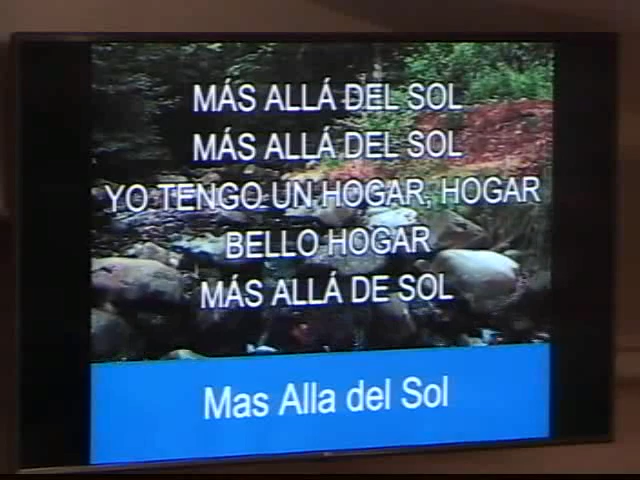 MÁS ALLÁ DEL SOL
MÁS ALLÁ DEL SOL
YO TENGO UN HOGAR, HOGAR
BELLO HOGAR
MÁS ALLÁ DE SOL
Mas Alla del Sol